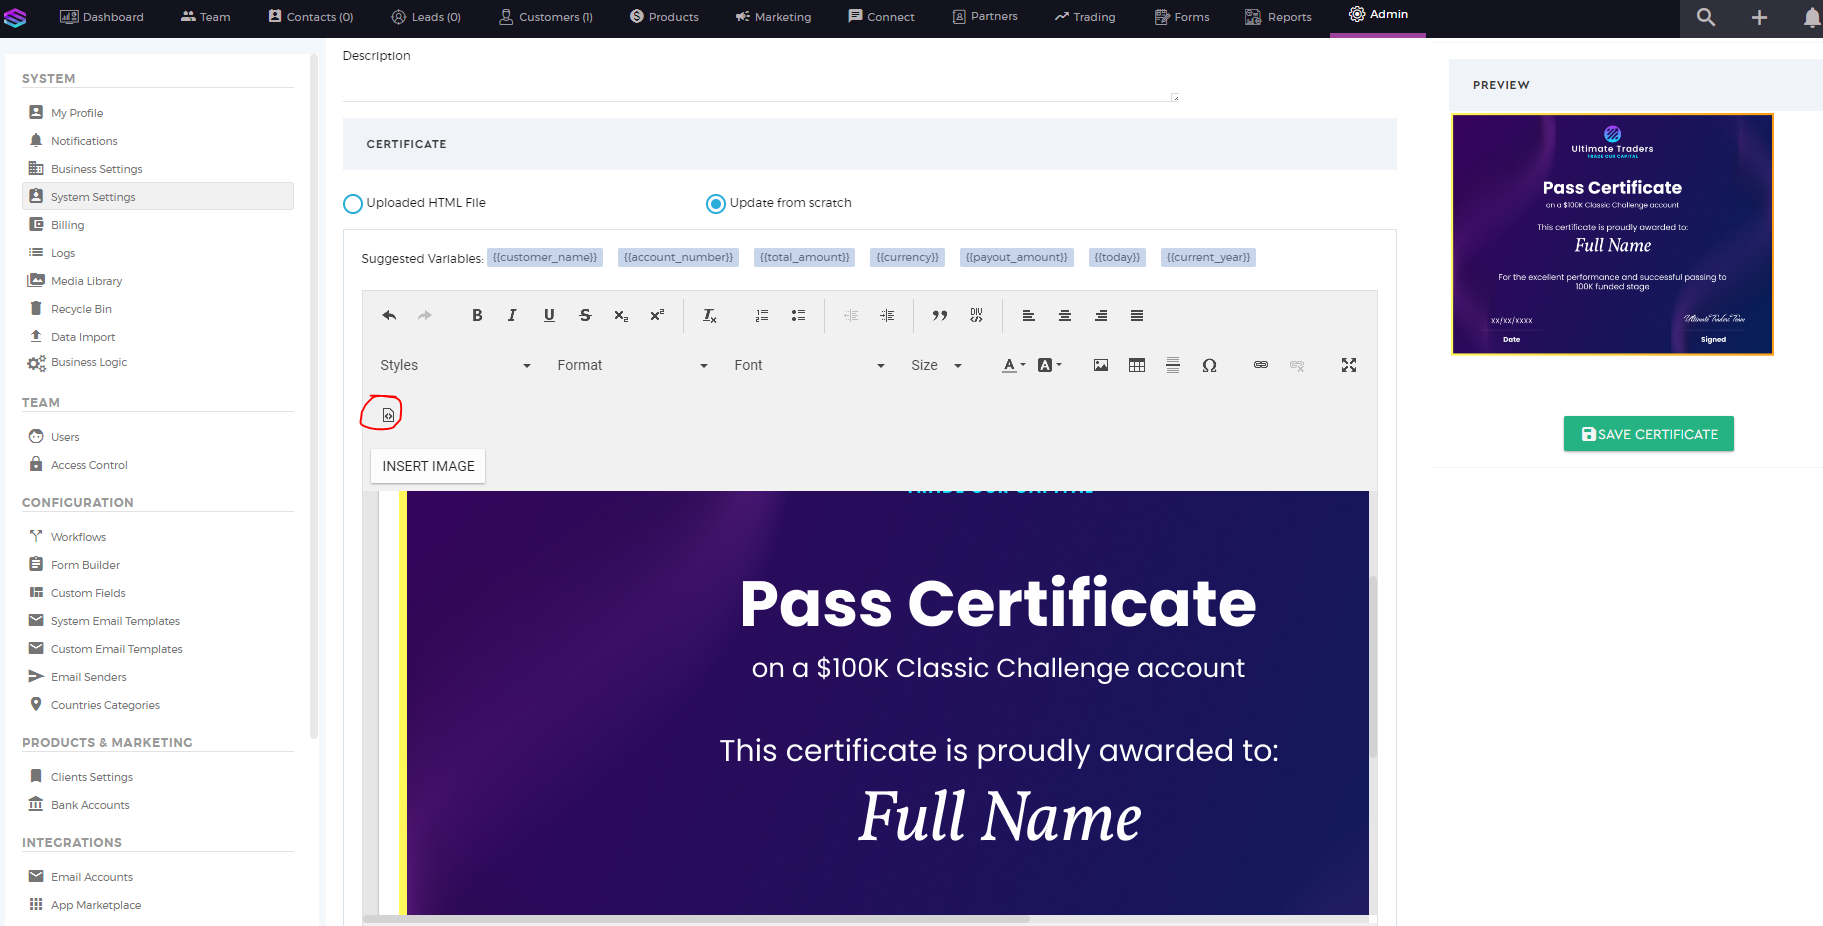 Dashboard Team Contacts (0) Leads (0) Customers (1) Products Marketing Connect Partners Trading Forms Reports Admin
SYSTEM
My Profile
Notifications
Business Settings
System Settings
Billing
Logs
Media Library
Recycle Bin
Data Import
Business Logic
TEAM
Users
Access Control
CONFIGURATION
Workflows
Form Builder
Custom Fields
System Email Templates
Custom Email Templates
Email Senders
Countries Categories
PRODUCTS & MARKETING
Clients Settings
Bank Accounts
INTEGRATIONS
Email Accounts
App Marketplace
Description
CERTIFICATE
Uploaded HTML File Update from scratch
Suggested Variables: {{customer_name}} {{account_number}} {{total_amount}} {{currency}} {{payout_amount}} {{today}} {{current_year}}
Styles Format Font Size
INSERT IMAGE
TRADE OUR CAPITAL
Pass Certificate
on a $100K Classic Challenge account
This certificate is proudly awarded to:
Full Name
PREVIEW
Ultimate Traders
TRADE OUR CAPITAL
Pass Certificate
on a $100K Classic Challenge account
This certificate is proudly awarded to:
Full Name
For the excellent performance and successful passing to
100K funded stage
xx/xx/xxxx Ultimate Traders Team
Date Signed
SAVE CERTIFICATE